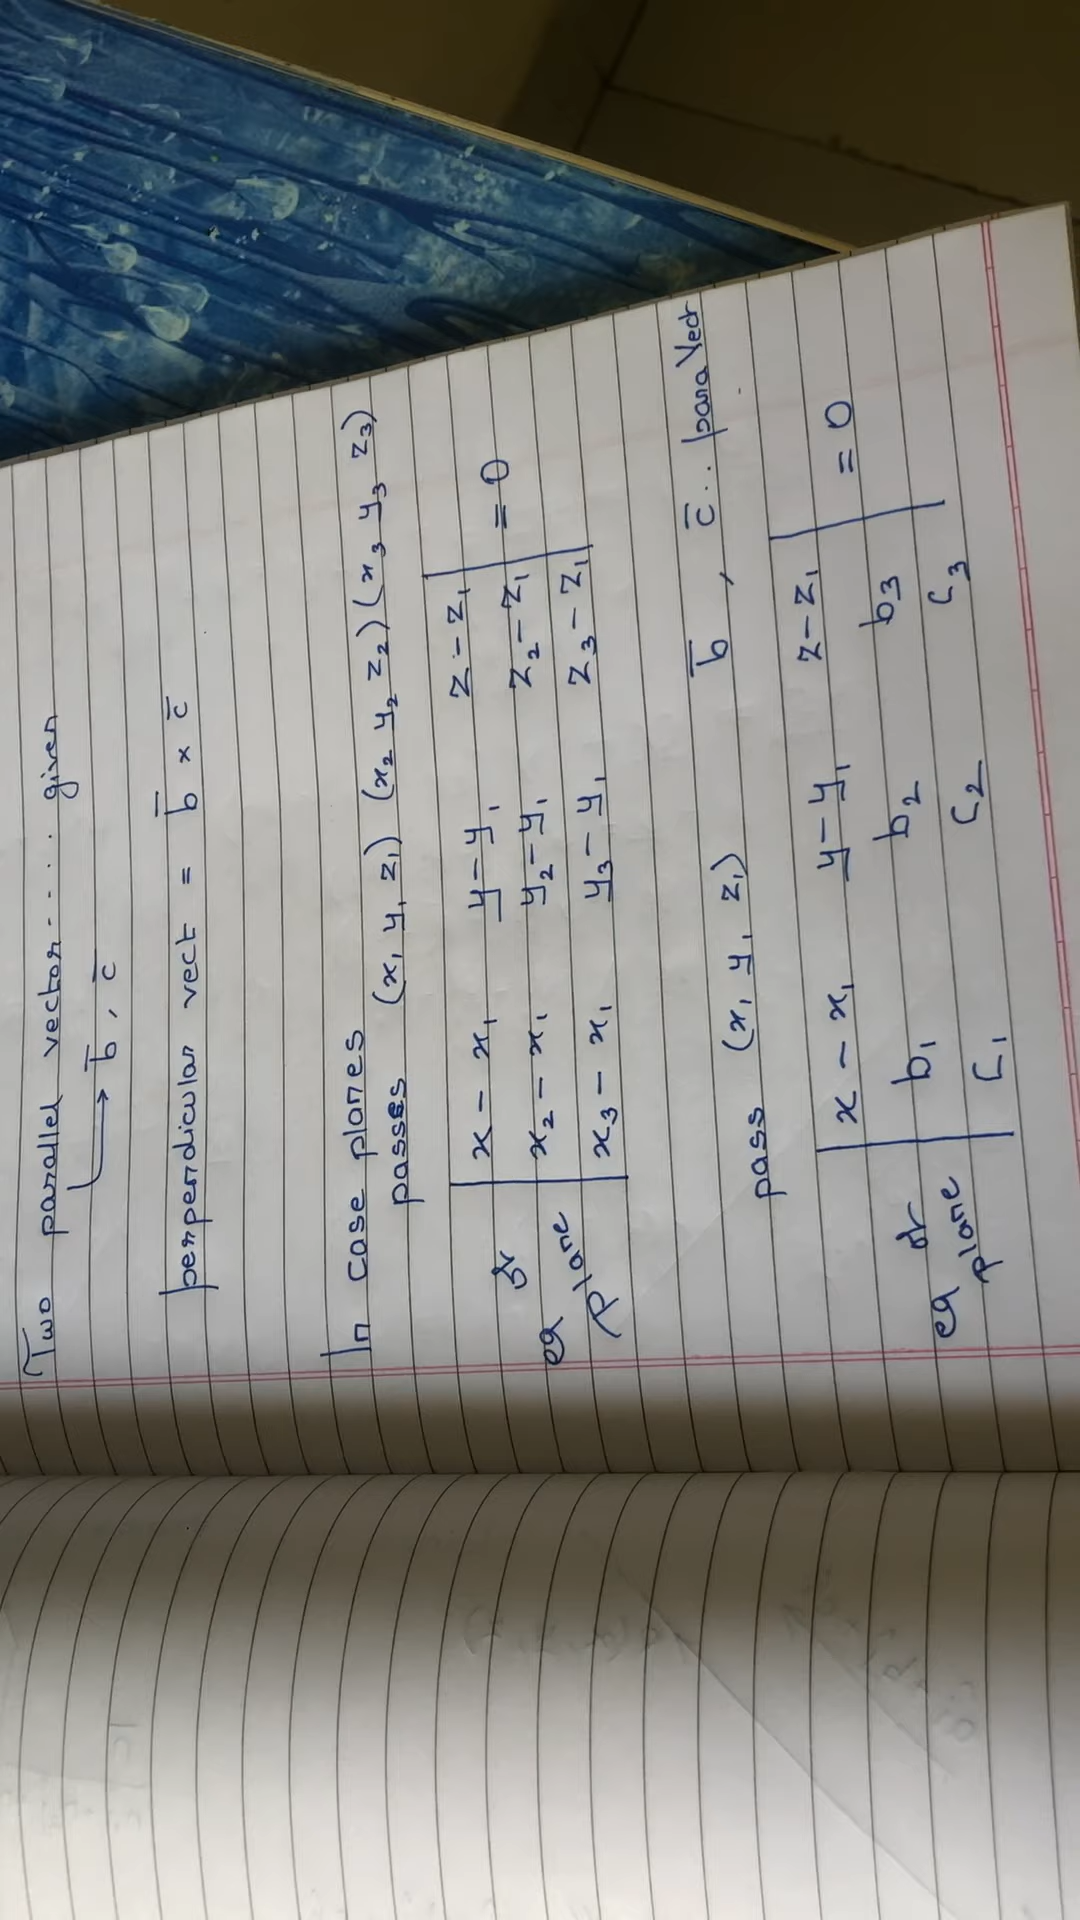 Two parallel vector..... given
b̅ , c̅
perpendicular vect = b̅ × c̅
In case planes
passes (x₁ y₁ z₁) (x₂ y₂ z₂) (x₃ y₃ z₃)
x - x₁ y - y₁ z - z₁
x₂ - x₁ y₂ - y₁ z₂ - z₁ = 0
x₃ - x₁ y₃ - y₁ z₃ - z₁
eq of
plane
b̅ , c̅ ... para Vect
pass (x₁ y₁ z₁)
x - x₁ y - y₁ z - z₁
b₁ b₂ b₃ = 0
c₁ c₂ c₃
eq of
plane